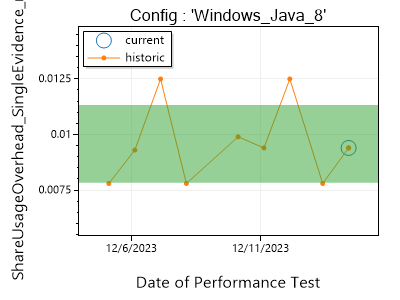 Config : 'Windows_Java_8'
current
historic
0.0125
0.01
0.0075
12/6/2023
12/11/2023
Date of Performance Test
ShareUsageOverhead_SingleEvidence_